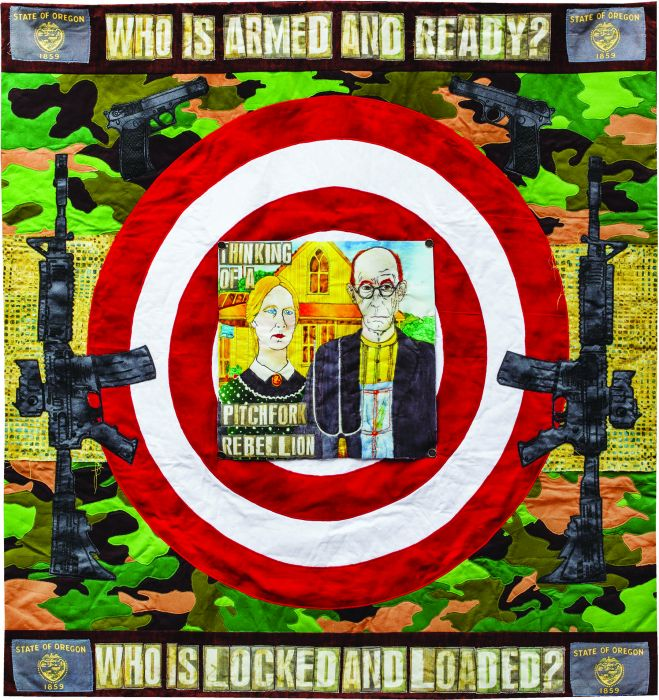 STATE OF OREGON
1859
WHO IS ARMED AND READY?
STATE OF OREGON
1859
THINKING
OF A
PITCHFORK
REBELLION
STATE OF OREGON
1859
WHO IS LOCKED AND LOADED?
STATE OF OREGON
1859